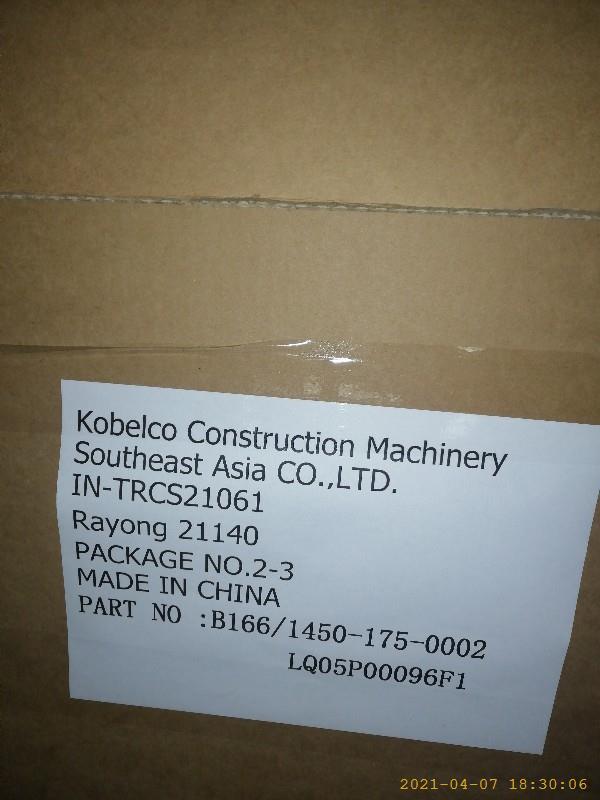 Kobelco Construction Machinery
Southeast Asia CO.,LTD.
IN-TRCS21061
Rayong 21140
PACKAGE NO.2-3
MADE IN CHINA
PART NO :B166/1450-175-0002
LQ05P00096F1
2021-04-07 18:30:06